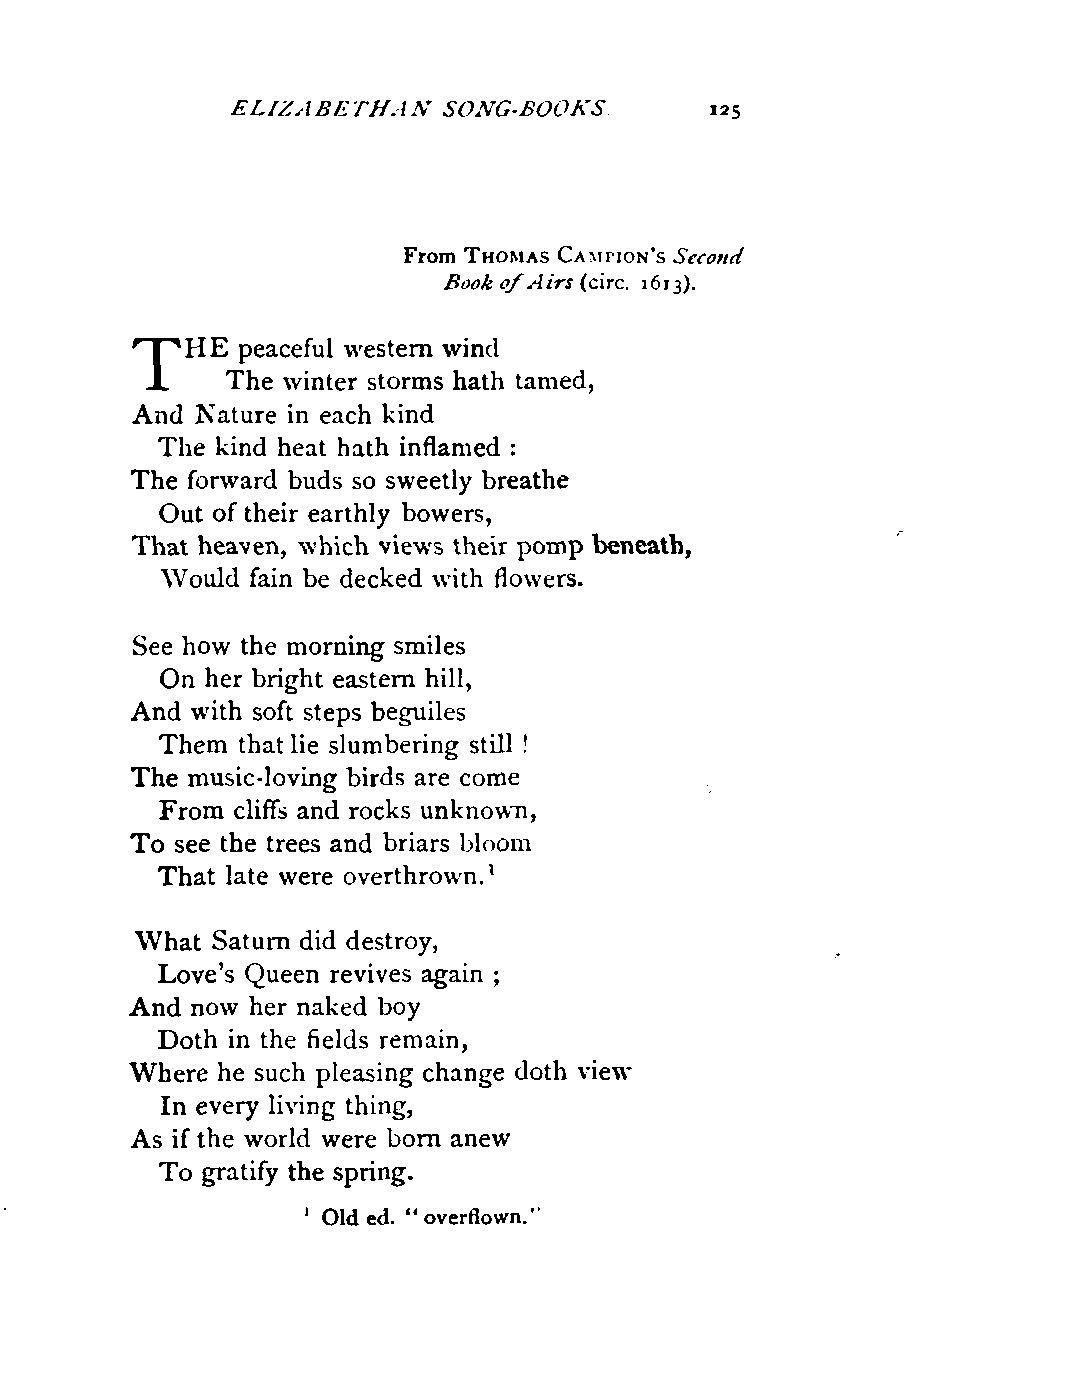 ELIZABETHAN SONG-BOOKS 125
From THOMAS CAMPION'S Second
Book of Airs (circ. 1613).
THE peaceful western wind
The winter storms hath tamed,
And Nature in each kind
The kind heat hath inflamed :
The forward buds so sweetly breathe
Out of their earthly bowers,
That heaven, which views their pomp beneath,
Would fain be decked with flowers.
See how the morning smiles
On her bright eastern hill,
And with soft steps beguiles
Them that lie slumbering still !
The music-loving birds are come
From cliffs and rocks unknown,
To see the trees and briars bloom
That late were overthrown.¹
What Saturn did destroy,
Love's Queen revives again ;
And now her naked boy
Doth in the fields remain,
Where he such pleasing change doth view
In every living thing,
As if the world were born anew
To gratify the spring.
¹ Old ed. "overflown."